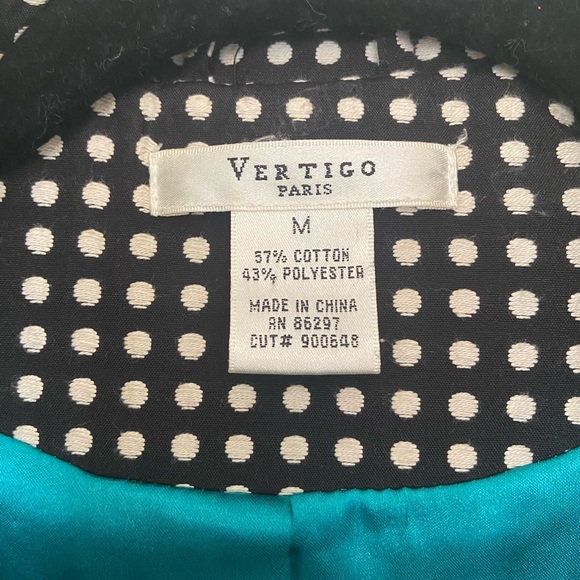 VERTIGO
PARIS
M
57% COTTON
43% POLYESTER
MADE IN CHINA
RN 86297
CUT# 900648